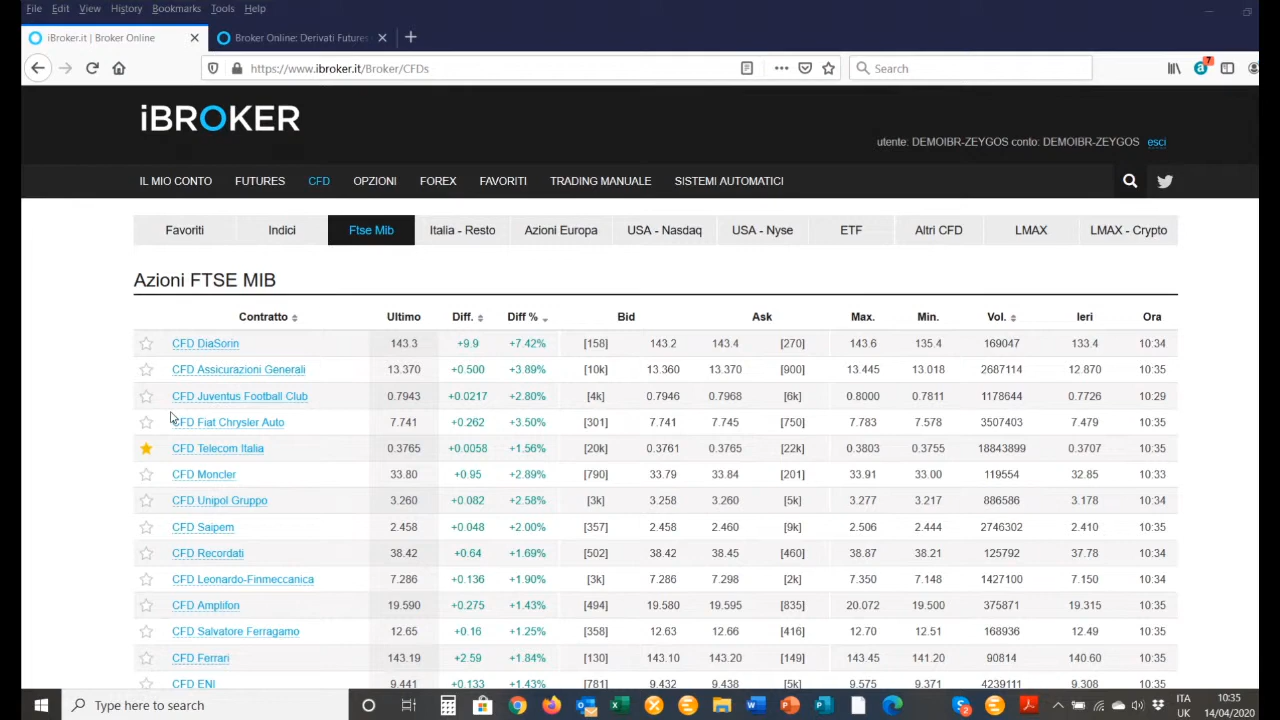 File Edit View History Bookmarks Tools Help
iBroker.it | Broker Online Broker Online: Derivati Futures
https://www.ibroker.it/Broker/CFDs Search 7
iBROKER
utente: DEMOIBR-ZEYGOS conto: DEMOIBR-ZEYGOS esci
IL MIO CONTO FUTURES CFD OPZIONI FOREX FAVORITI TRADING MANUALE SISTEMI AUTOMATICI
Favoriti Indici Ftse Mib Italia - Resto Azioni Europa USA - Nasdaq USA - Nyse ETF Altri CFD LMAX LMAX - Crypto
Azioni FTSE MIB
Contratto Ultimo Diff. Diff % Bid Ask Max. Min. Vol. Ieri Ora
CFD DiaSorin 143.3 +9.9 +7.42% [158] 143.2 143.4 [270] 143.6 135.4 169047 133.4 10:34
CFD Assicurazioni Generali 13.370 +0.500 +3.89% [10k] 13.360 13.370 [900] 13.445 13.018 2687114 12.870 10:35
CFD Juventus Football Club 0.7943 +0.0217 +2.80% [4k] 0.7946 0.7968 [6k] 0.8000 0.7811 1178644 0.7726 10:29
CFD Fiat Chrysler Auto 7.741 +0.262 +3.50% [301] 7.741 7.745 [750] 7.783 7.578 3507403 7.479 10:35
CFD Telecom Italia 0.3765 +0.0058 +1.56% [20k] 0.3761 0.3765 [22k] 0.3803 0.3755 18843899 0.3707 10:35
CFD Moncler 33.80 +0.95 +2.89% [790] 33.79 33.84 [201] 33.91 33.00 119554 32.85 10:33
CFD Unipol Gruppo 3.260 +0.082 +2.58% [3k] 3.258 3.260 [5k] 3.277 3.217 886586 3.178 10:34
CFD Saipem 2.458 +0.048 +2.00% [357] 2.458 2.460 [9k] 2.506 2.444 2746302 2.410 10:35
CFD Recordati 38.42 +0.64 +1.69% [502] 38.42 38.45 [460] 38.87 38.21 125792 37.78 10:34
CFD Leonardo-Finmeccanica 7.286 +0.136 +1.90% [3k] 7.286 7.298 [2k] 7.350 7.148 1427100 7.150 10:34
CFD Amplifon 19.590 +0.275 +1.43% [494] 19.580 19.595 [835] 20.072 19.500 375871 19.315 10:35
CFD Salvatore Ferragamo 12.65 +0.16 +1.25% [358] 12.63 12.66 [416] 12.70 12.51 168936 12.49 10:35
CFD Ferrari 143.19 +2.59 +1.84% [130] 143.10 143.20 [149] 143.45 141.20 90814 140.60 10:35
CFD ENI 9.441 +0.133 +1.43% [781] 9.432 9.438 [5k] 9.575 9.371 4239111 9.308 10:35
Type here to search ITA 10:35
UK 14/04/2020